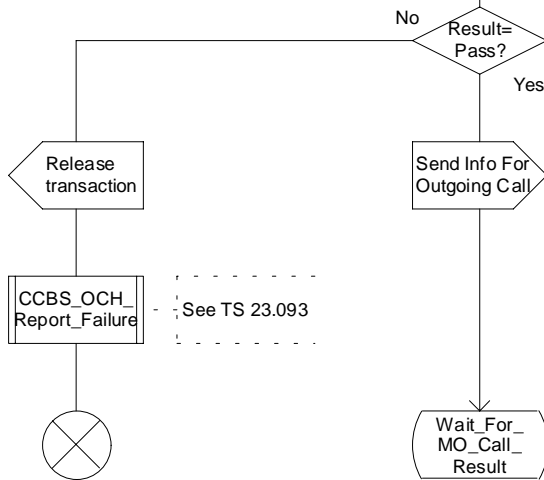 No
Result=
Pass?
Yes
Release
transaction
Send Info For
Outgoing Call
CCBS_OCH_
Report_Failure
See TS 23.093
Wait_For_
MO_Call_
Result